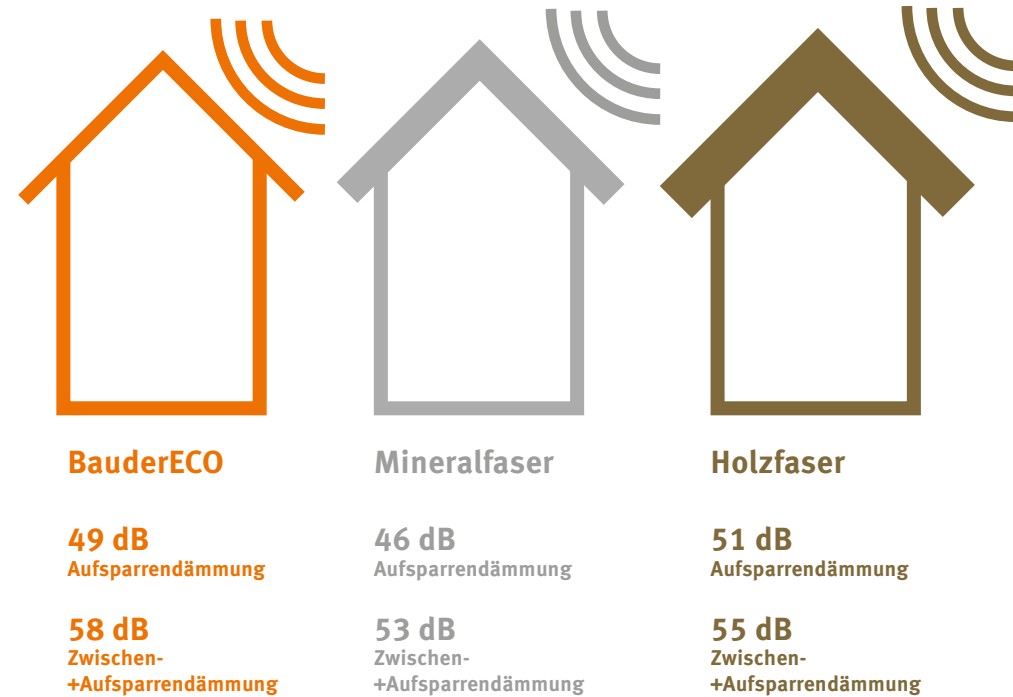 BauderECO
49 dB
Aufsparrendämmung
58 dB
Zwischen-
+Aufsparrendämmung
Mineralfaser
46 dB
Aufsparrendämmung
53 dB
Zwischen-
+Aufsparrendämmung
Holzfaser
51 dB
Aufsparrendämmung
55 dB
Zwischen-
+Aufsparrendämmung